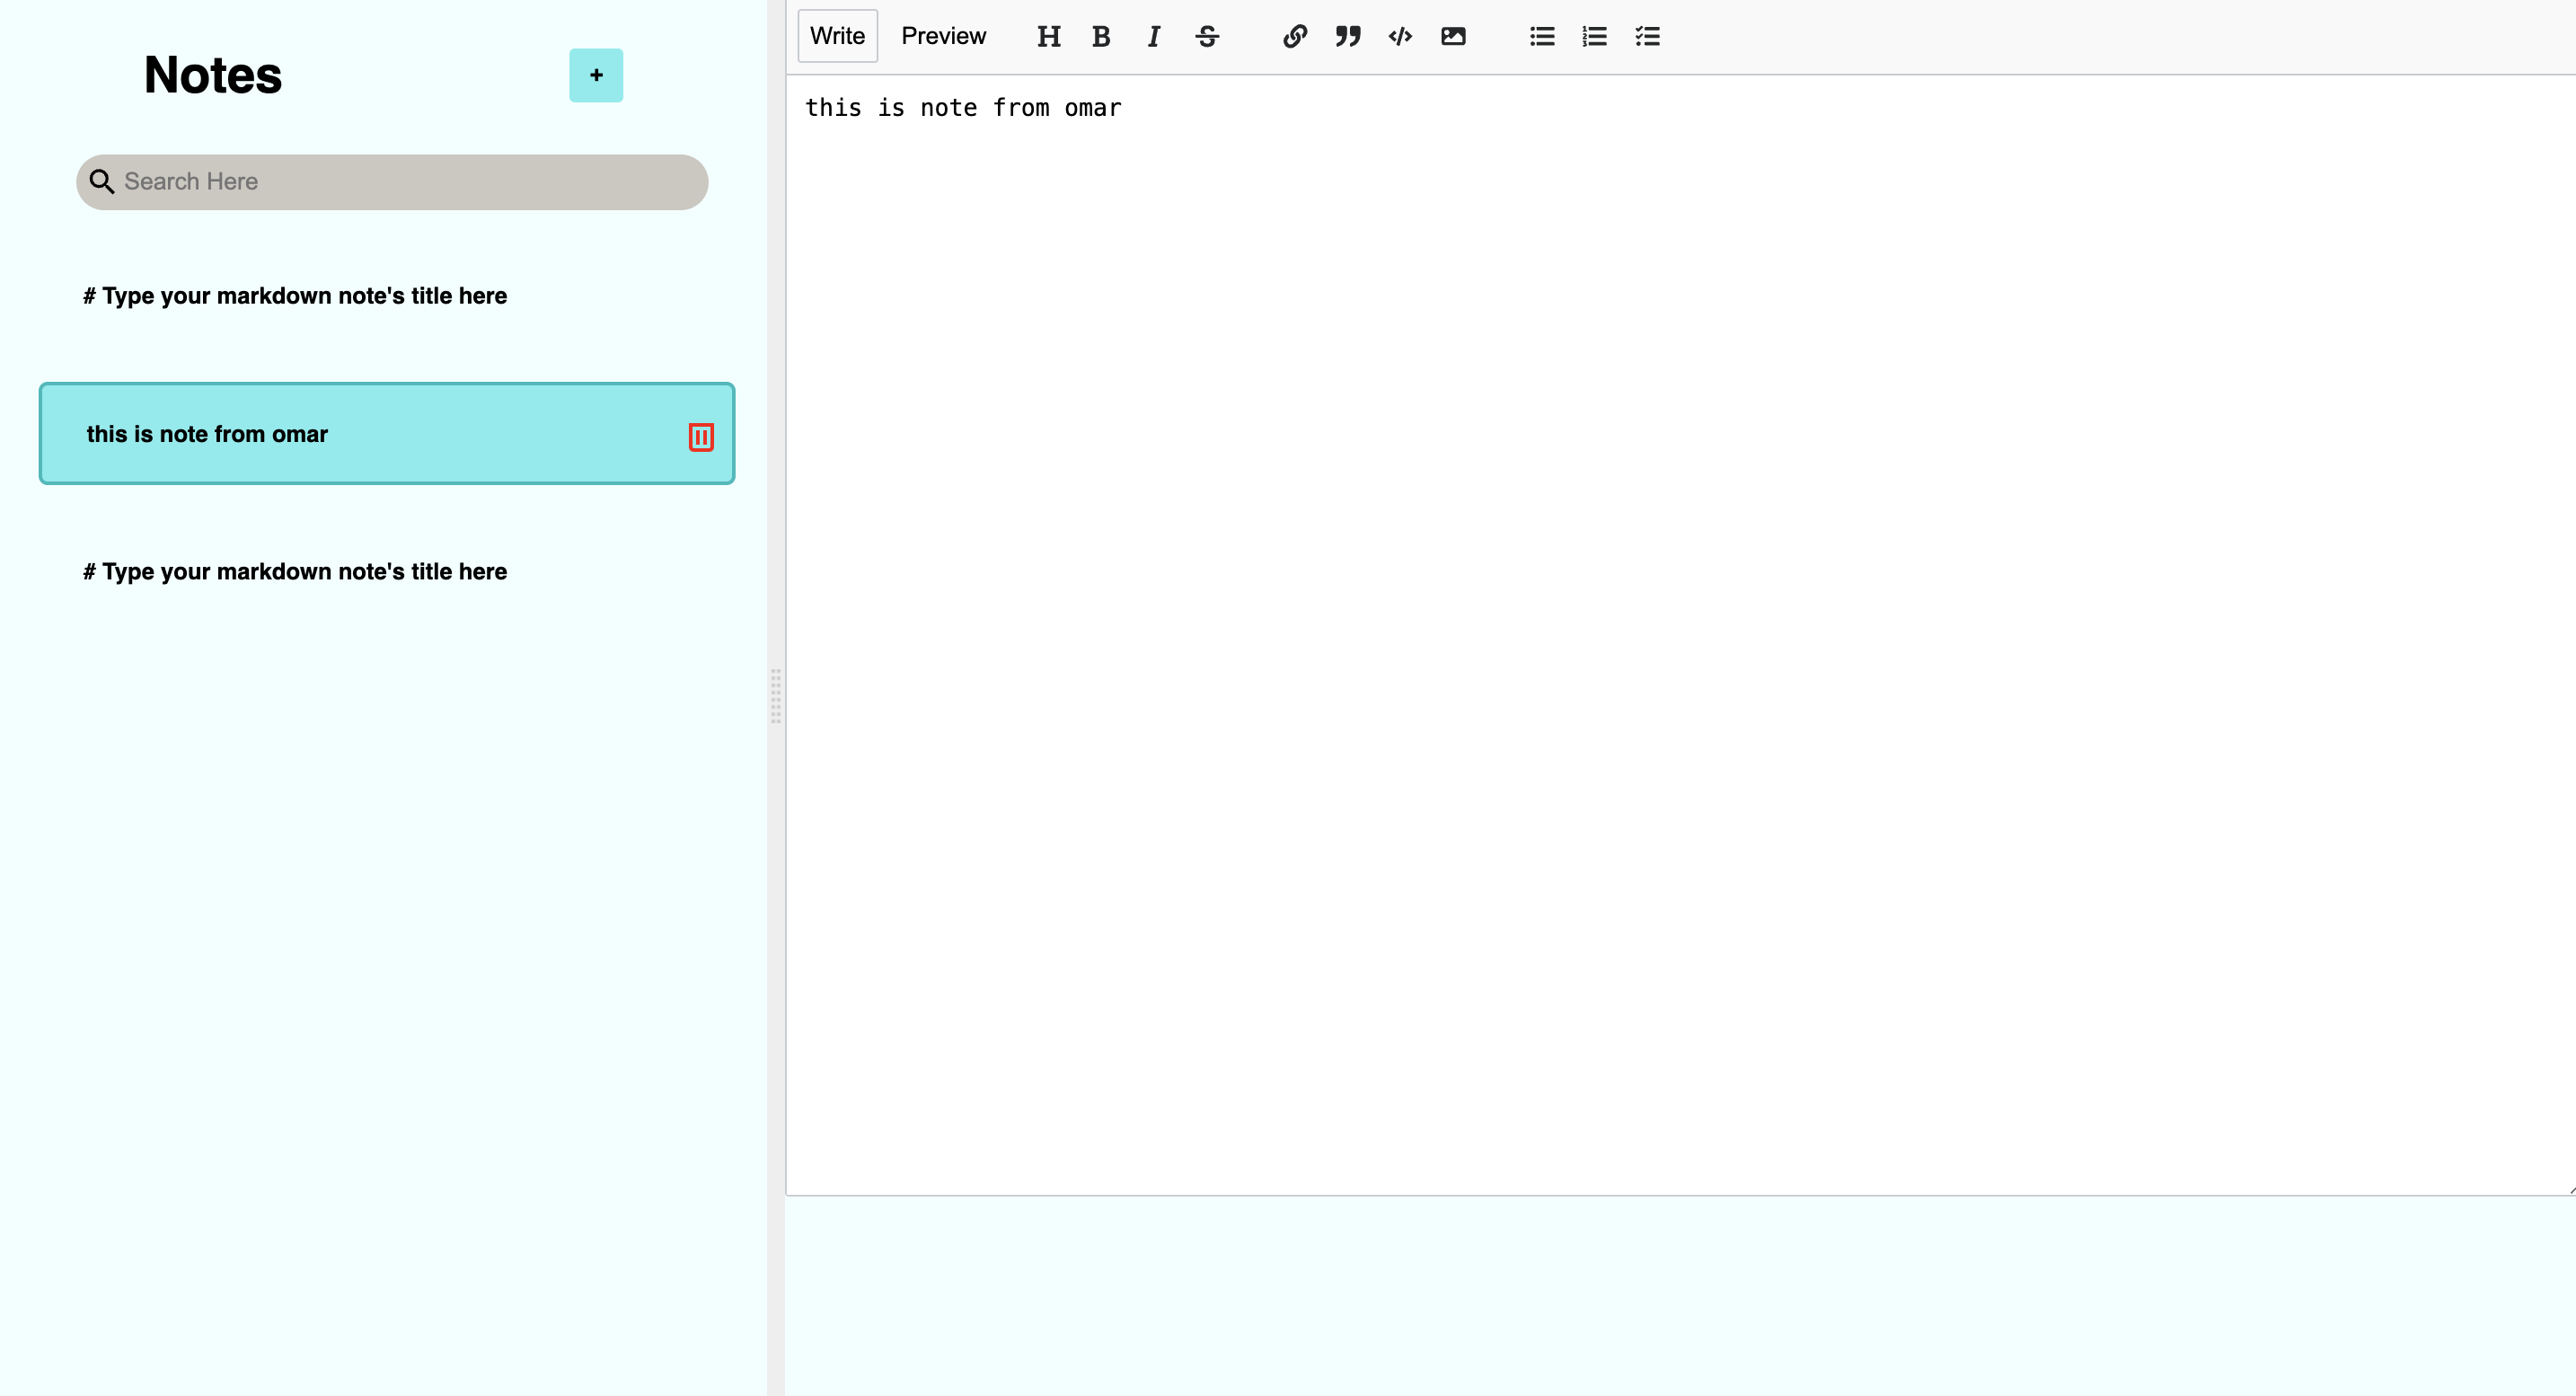 Notes
+
Search Here
# Type your markdown note's title here
this is note from omar
# Type your markdown note's title here
Write Preview H B I S
this is note from omar